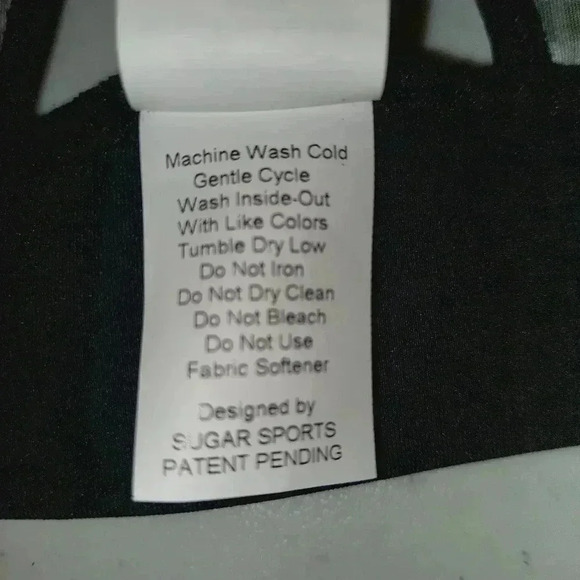 Machine Wash Cold
Gentle Cycle
Wash Inside-Out
With Like Colors
Tumble Dry Low
Do Not Iron
Do Not Dry Clean
Do Not Bleach
Do Not Use
Fabric Softener
Designed by
SUGAR SPORTS
PATENT PENDING